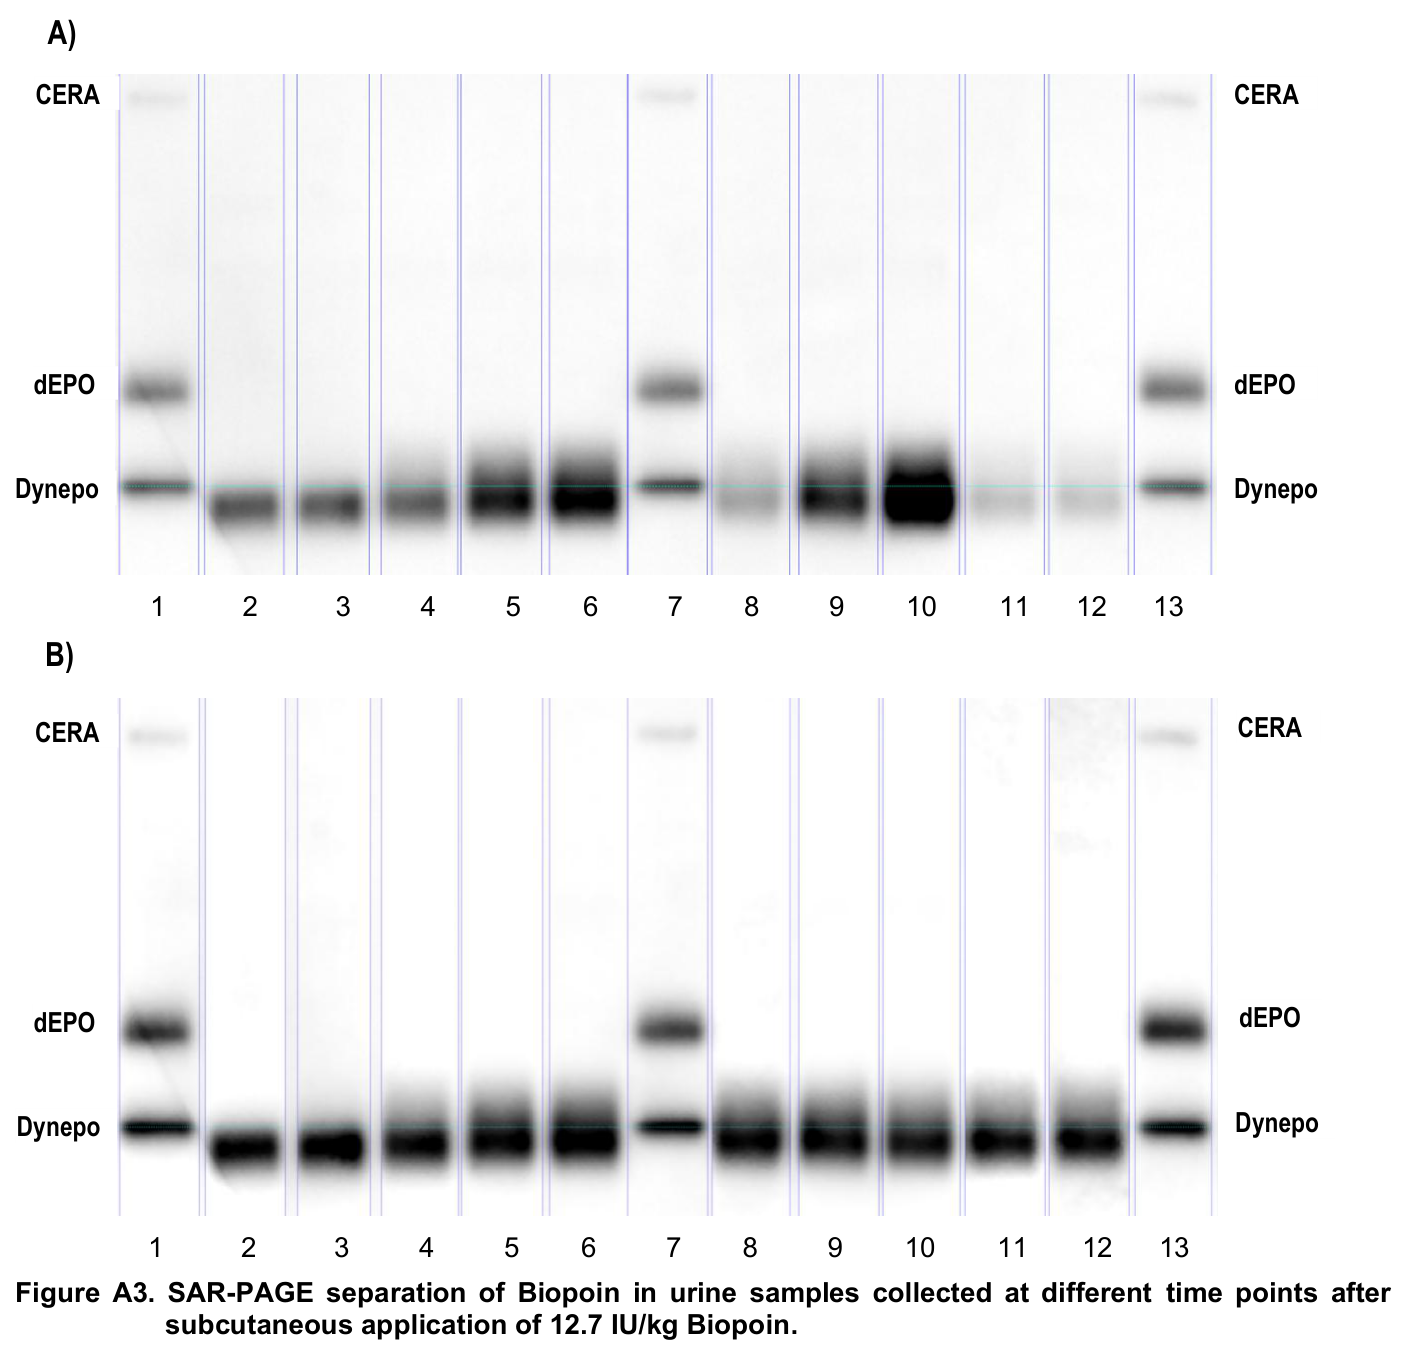 A)
CERA CERA
dEPO dEPO
Dynepo Dynepo
1 2 3 4 5 6 7 8 9 10 11 12 13
B)
CERA CERA
dEPO dEPO
Dynepo Dynepo
1 2 3 4 5 6 7 8 9 10 11 12 13
Figure A3. SAR-PAGE separation of Biopoin in urine samples collected at different time points after
subcutaneous application of 12.7 IU/kg Biopoin.